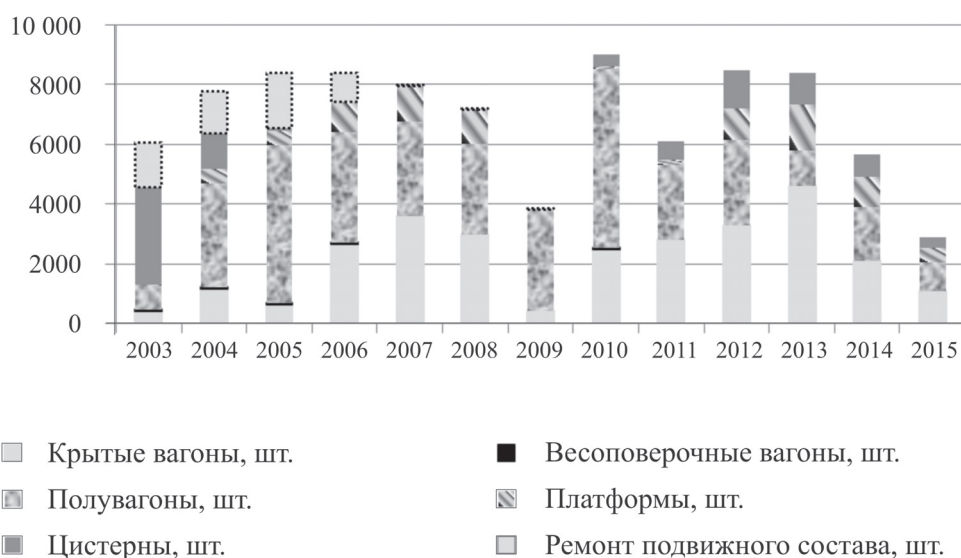 10 000
8000
6000
4000
2000
0
2003 2004 2005 2006 2007 2008 2009 2010 2011 2012 2013 2014 2015
Крытые вагоны, шт.
Весоповерочные вагоны, шт.
Полувагоны, шт.
Платформы, шт.
Цистерны, шт.
Ремонт подвижного состава, шт.